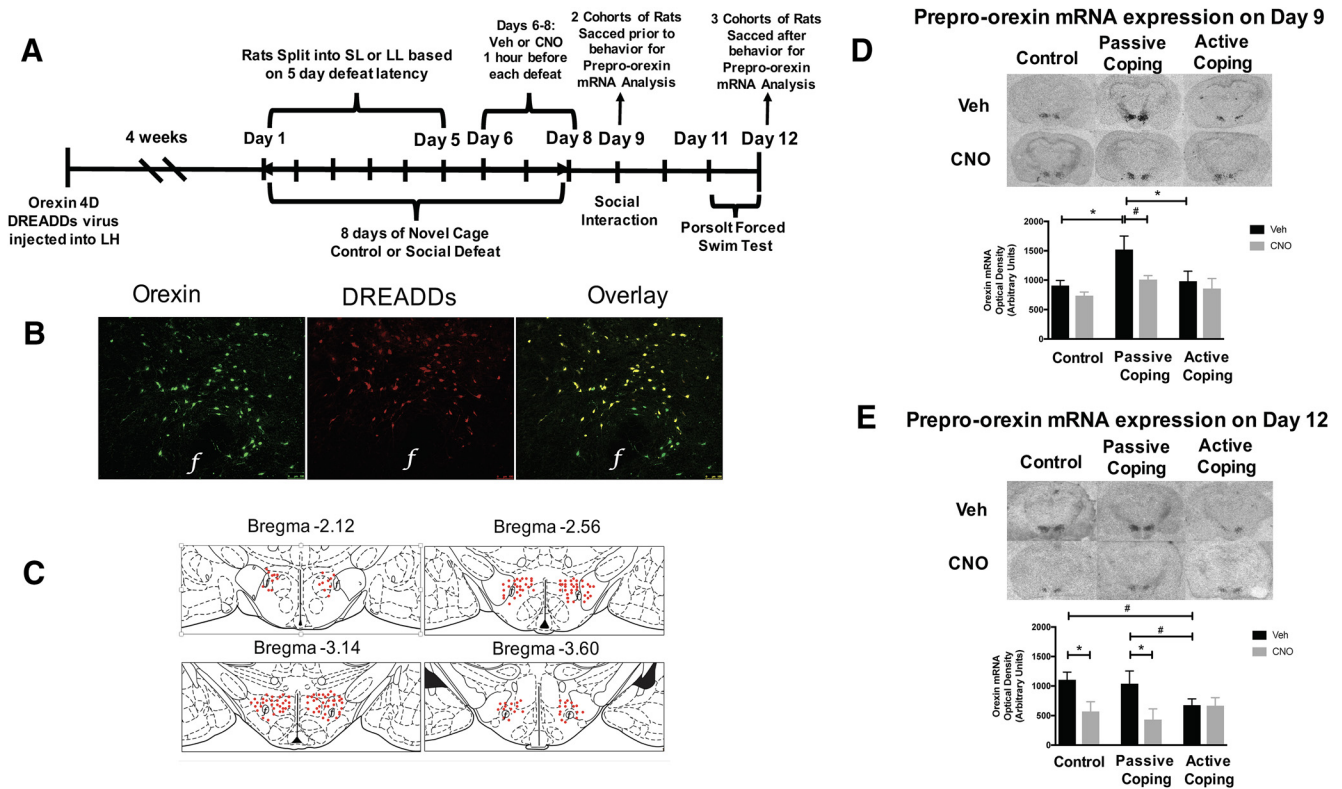 A
Rats Split into SL or LL based
on 5 day defeat latency
Days 6-8:
Veh or CNO
1 hour before
each defeat
2 Cohorts of Rats
Sacced prior to
behavior for
Prepro-orexin
mRNA Analysis
3 Cohorts of Rats
Sacced after
behavior for
Prepro-orexin
mRNA Analysis
4 weeks
Day 1
Day 5
Day 6
Day 8
Day 9
Day 11
Day 12
Orexin 4D
DREADDs virus
injected into LH
8 days of Novel Cage
Control or Social Defeat
Social
Interaction
Porsolt Forced
Swim Test
B
Orexin
DREADDs
Overlay
f
f
f
C
Bregma -2.12
Bregma -2.56
f
f
f
f
Bregma -3.14
Bregma -3.60
f
f
f
f
Prepro-orexin mRNA expression on Day 9
D
Control
Passive
Coping
Active
Coping
Veh
CNO
*
*
#
Veh
CNO
Orexin mRNA
Optical Density
(Arbitrary Units)
2000
1500
1000
500
0
Control
Passive
Coping
Active
Coping
E
Prepro-orexin mRNA expression on Day 12
Control
Passive
Coping
Active
Coping
Veh
CNO
#
#
*
*
Veh
CNO
Orexin mRNA
Optical Density
(Arbitrary Units)
2000
1500
1000
500
0
Control
Passive
Coping
Active
Coping